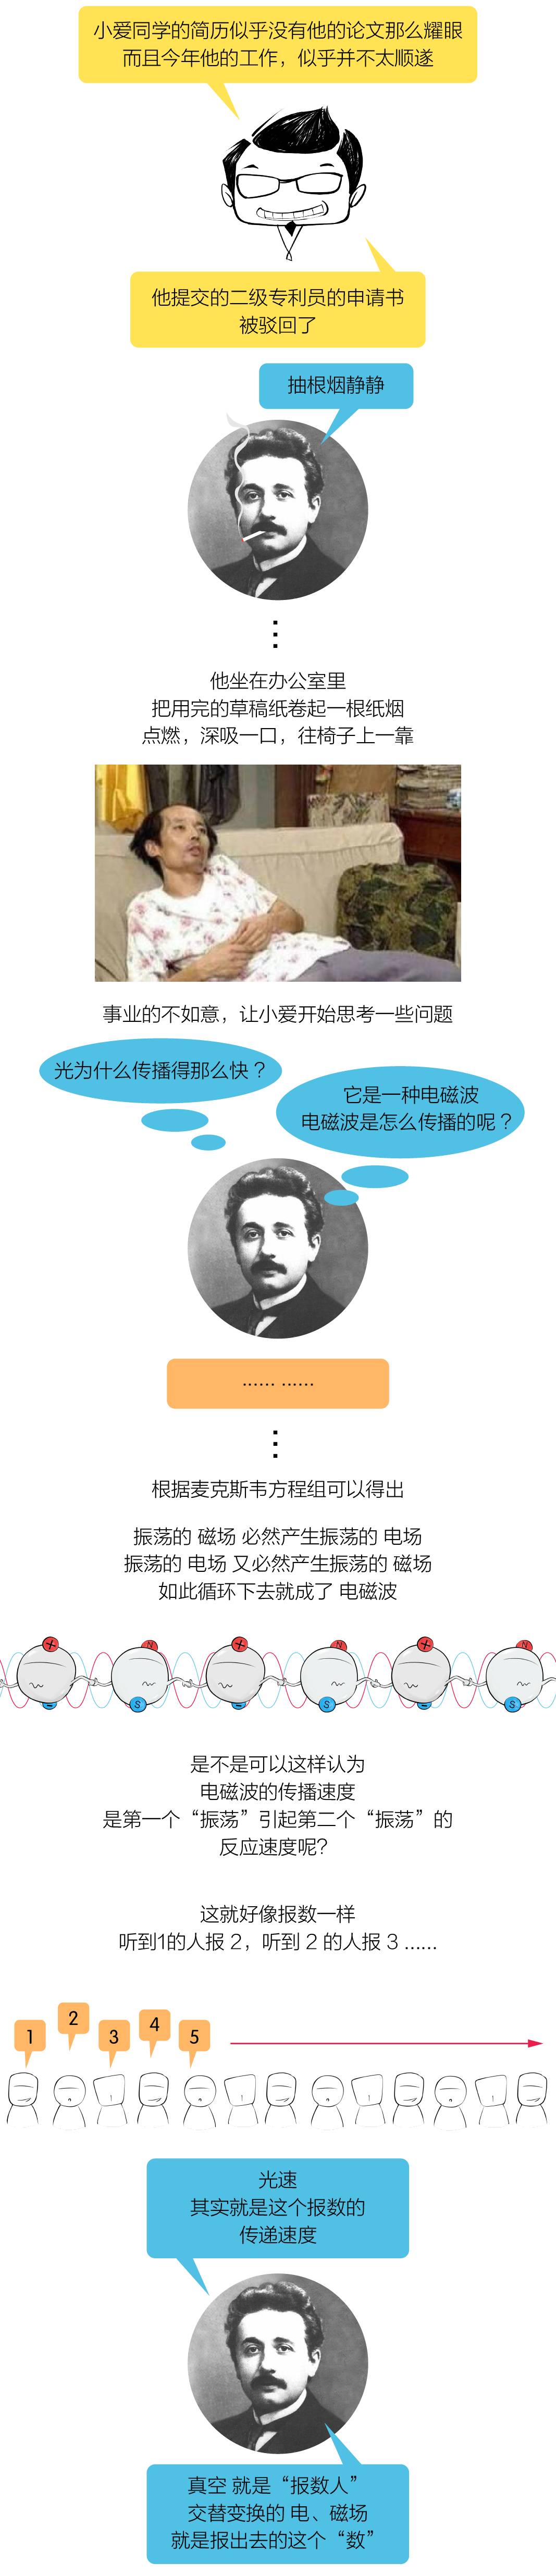 小爱同学的简历似乎没有他的论文那么耀眼
而且今年他的工作，似乎并不太顺遂
他提交的二级专利员的申请书
被驳回了
抽根烟静静
他坐在办公室里
把用完的草稿纸卷起一根纸烟
点燃，深吸一口，往椅子上一靠
事业的不如意，让小爱开始思考一些问题
光为什么传播得那么快？
它是一种电磁波
电磁波是怎么传播的呢？
...... ......
根据麦克斯韦方程组可以得出
振荡的 磁场 必然产生振荡的 电场
振荡的 电场 又必然产生振荡的 磁场
如此循环下去就成了 电磁波
+ N + N + N
- S - S - S
是不是可以这样认为
电磁波的传播速度
是第一个“振荡”引起第二个“振荡”的
反应速度呢？
这就好像报数一样
听到1的人报 2，听到 2 的人报 3 ......
1 2 3 4 5
光速
其实就是这个报数的
传递速度
真空 就是“报数人”
交替变换的 电、磁场
就是报出去的这个“数”